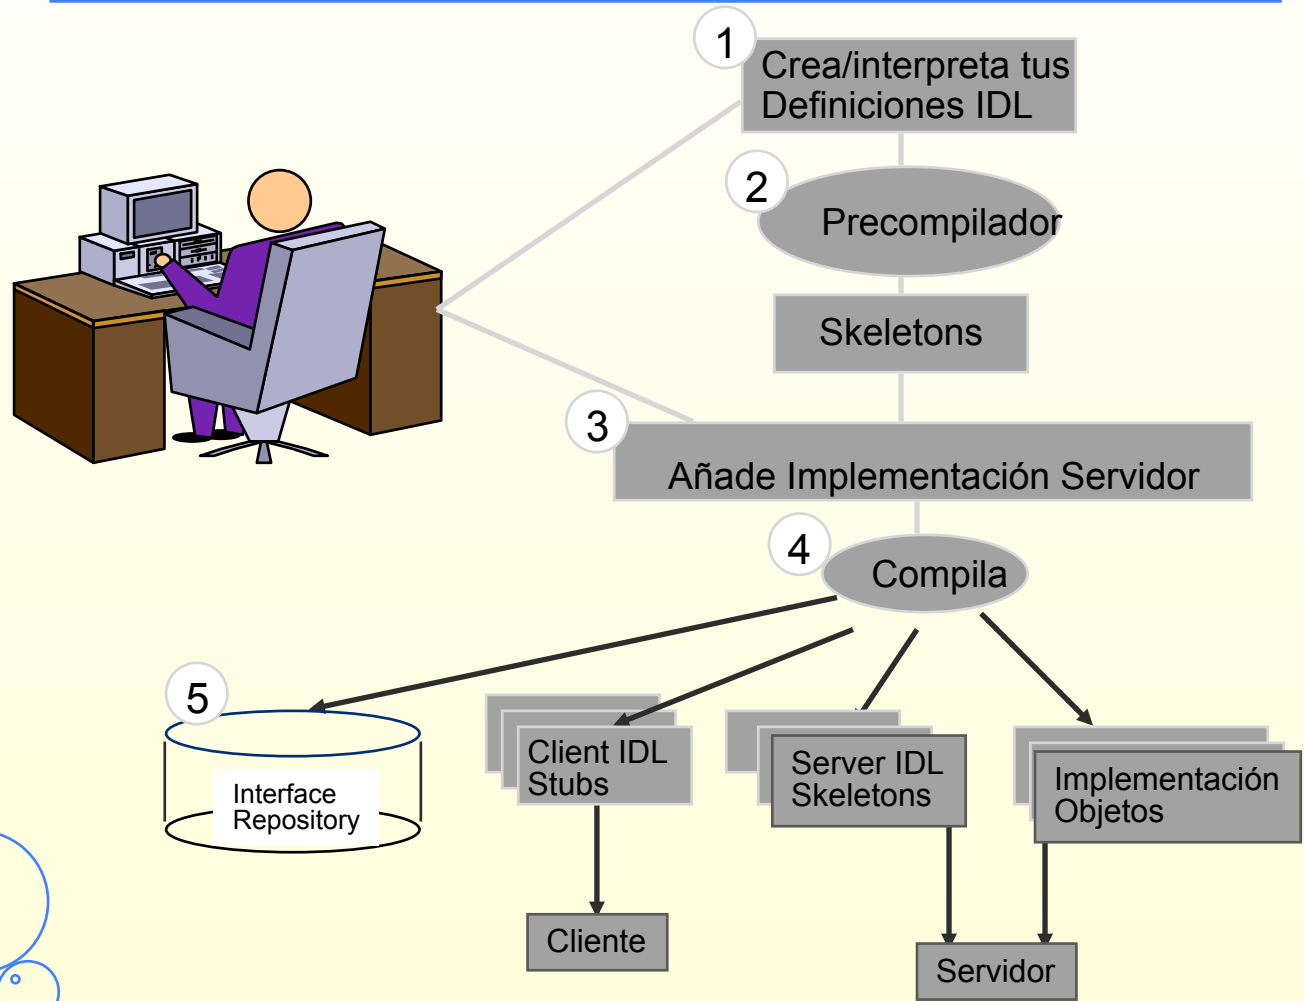 1
Crea/interpreta tus
Definiciones IDL
2
Precompilador
Skeletons
3
Añade Implementación Servidor
4
Compila
5
Interface
Repository
Client IDL
Stubs
Server IDL
Skeletons
Implementación
Objetos
Cliente
Servidor